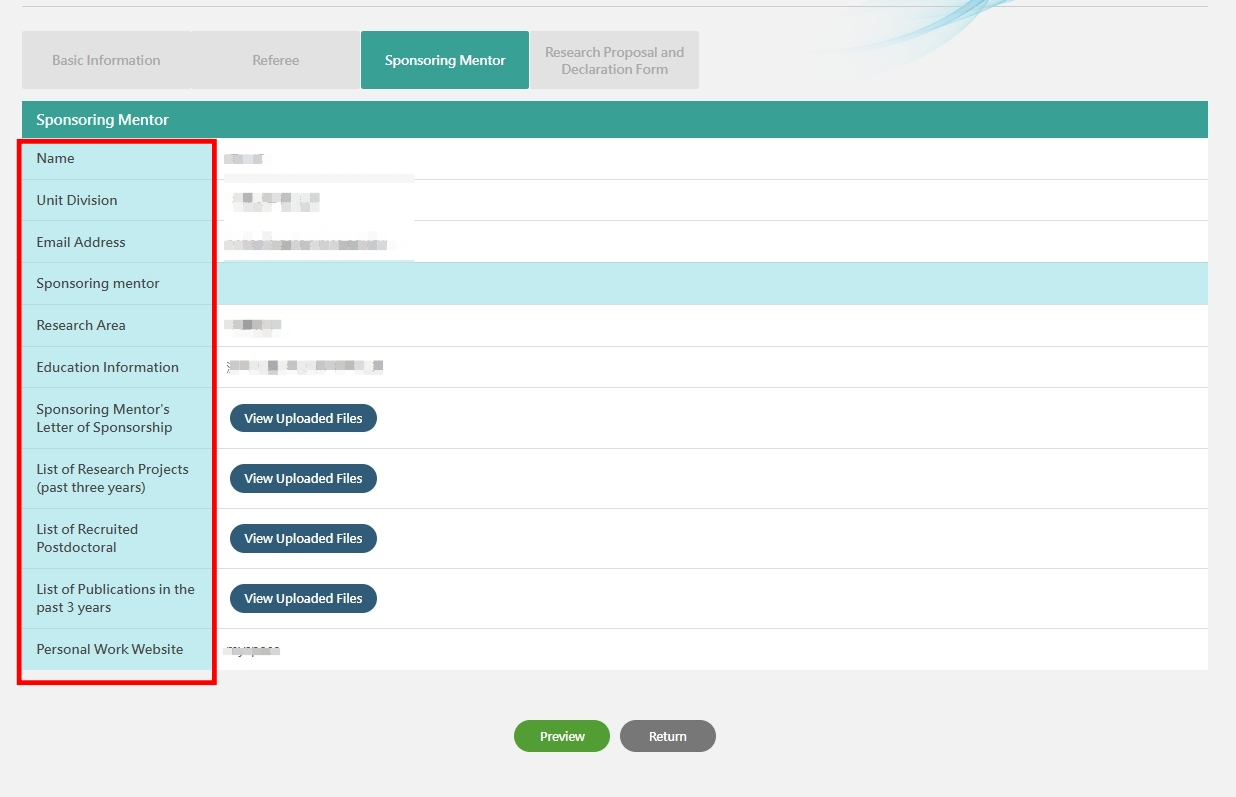 Basic Information
Referee
Sponsoring Mentor
Research Proposal and
Declaration Form
Sponsoring Mentor
Name
Unit Division
Email Address
Sponsoring mentor
Research Area
Education Information
Sponsoring Mentor's
Letter of Sponsorship
View Uploaded Files
List of Research Projects
(past three years)
View Uploaded Files
List of Recruited
Postdoctoral
View Uploaded Files
List of Publications in the
past 3 years
View Uploaded Files
Personal Work Website
Preview
Return